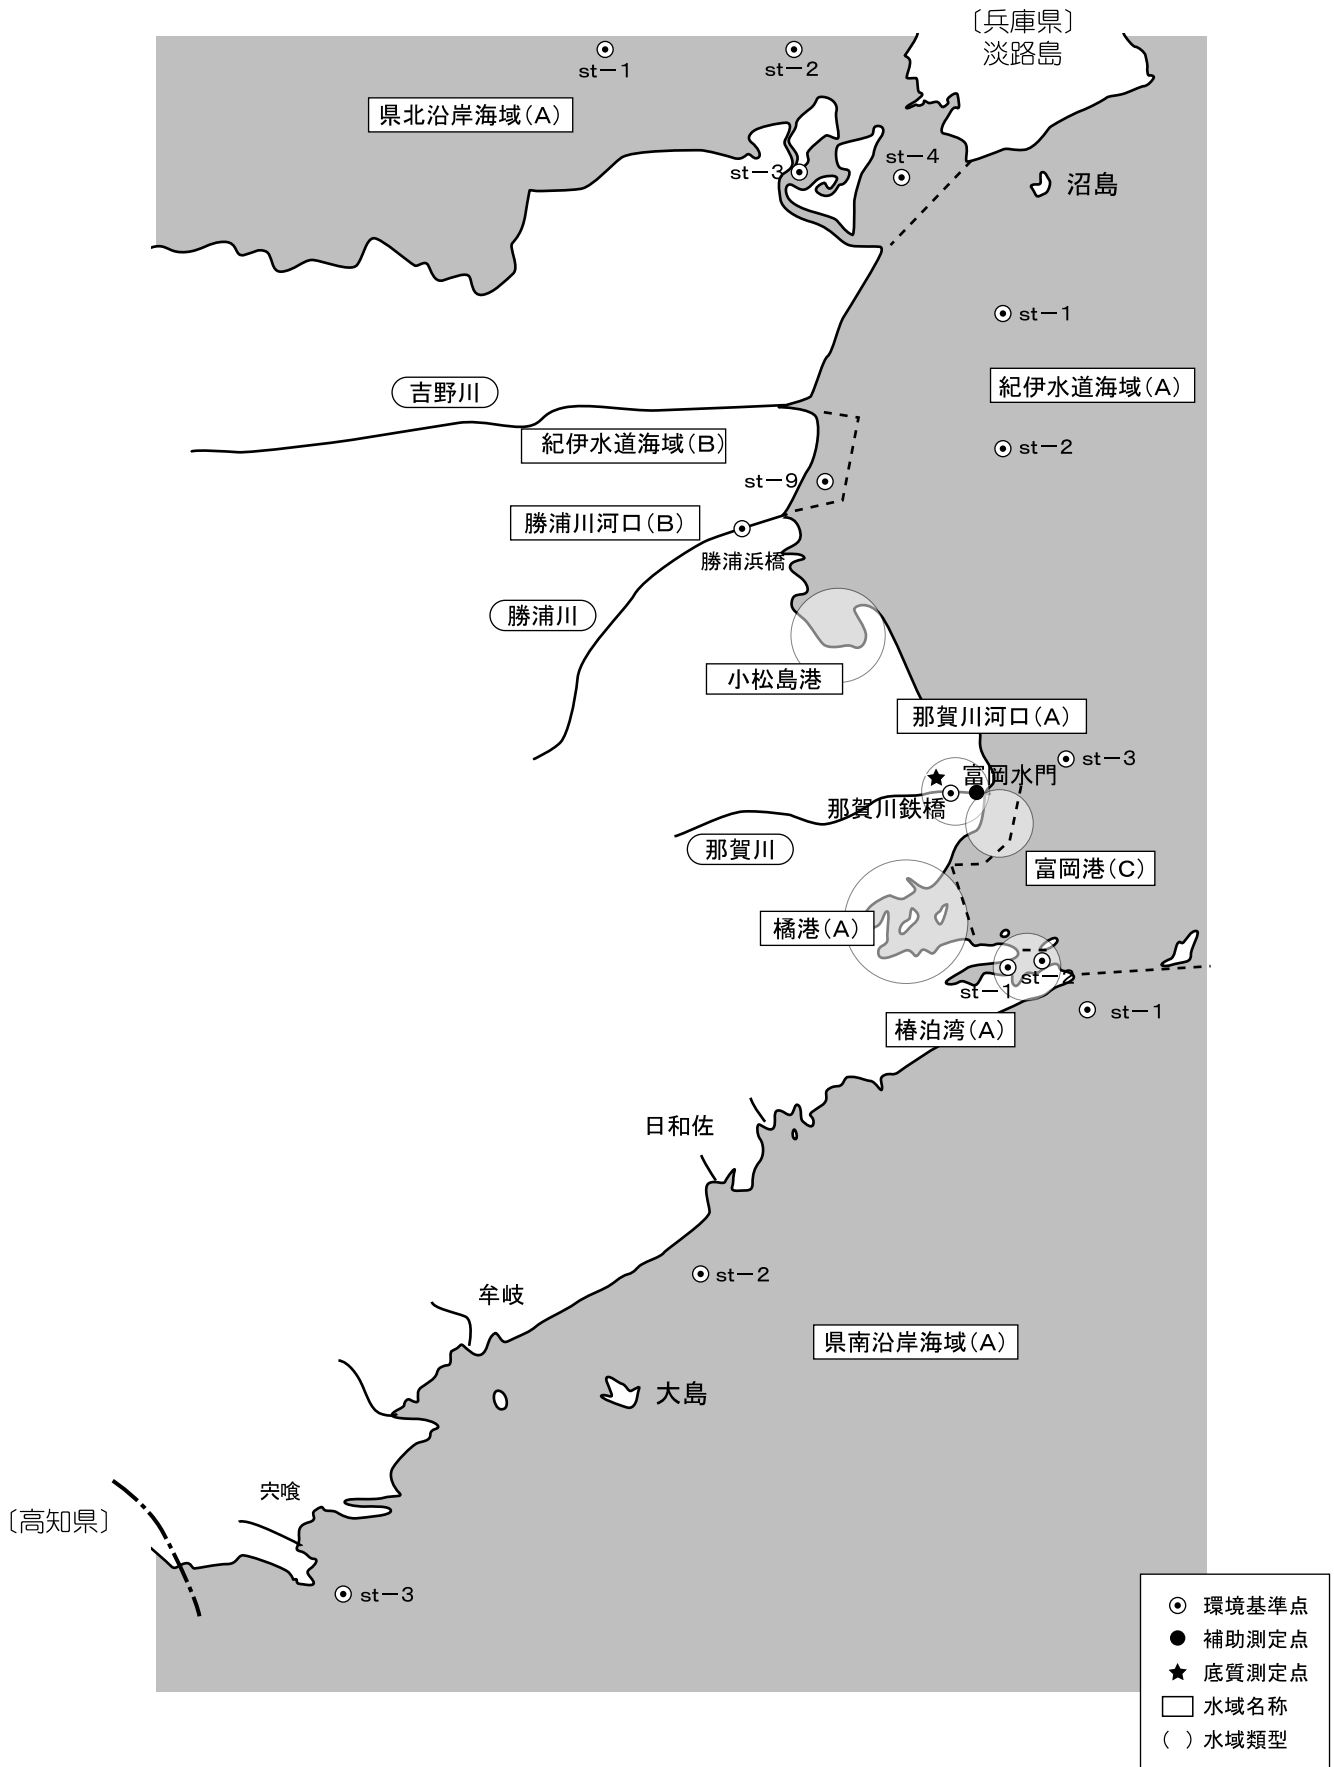 〔兵庫県〕
淡路島
st－1
st－2
県北沿岸海域(A)
st－3
st－4
沼島
st－1
紀伊水道海域(A)
吉野川
紀伊水道海域(B)
st－2
st－9
勝浦川河口(B)
勝浦浜橋
勝浦川
小松島港
那賀川河口(A)
st－3
富岡水門
那賀川鉄橋
那賀川
富岡港(C)
橘港(A)
st－2
st－1
st－1
椿泊湾(A)
日和佐
st－2
牟岐
県南沿岸海域(A)
大島
宍喰
〔高知県〕
st－3
環境基準点
補助測定点
底質測定点
水域名称
( ) 水域類型